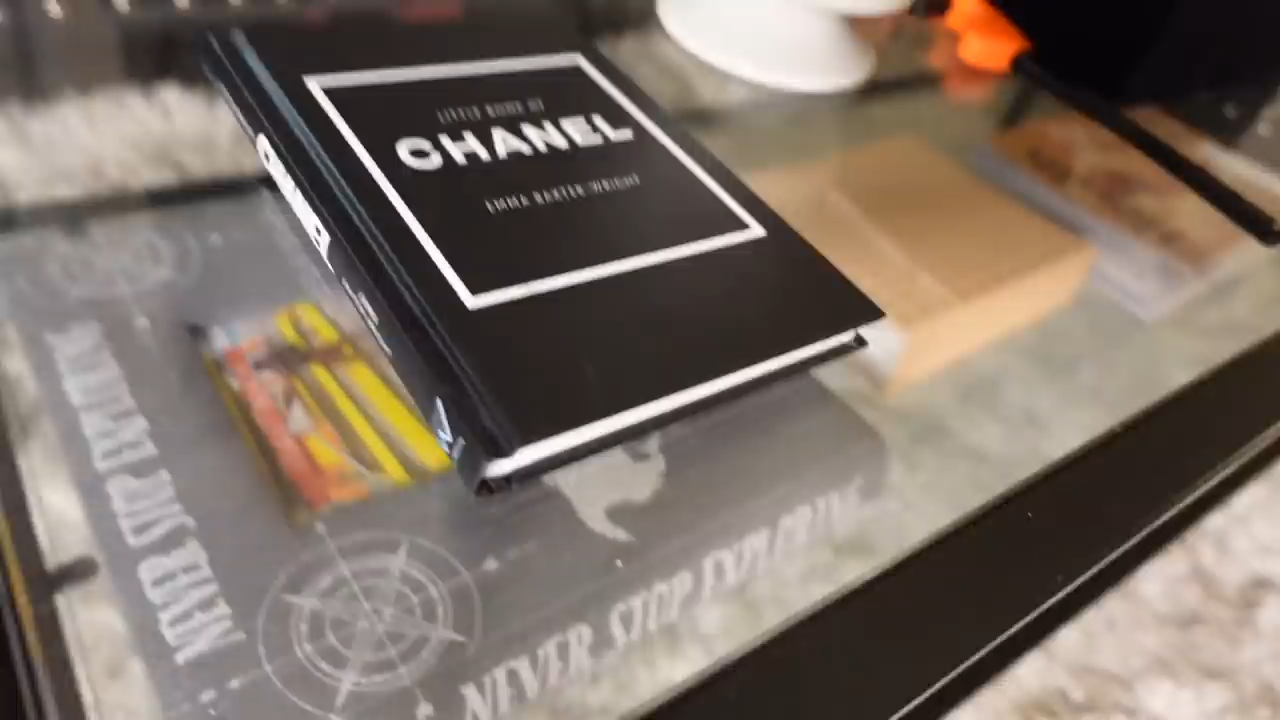 LITTLE BOOK OF
CHANEL
EMMA BAXTER-WRIGHT
NEVER STOP EXPLORING
NEVER STOP EXPLORING